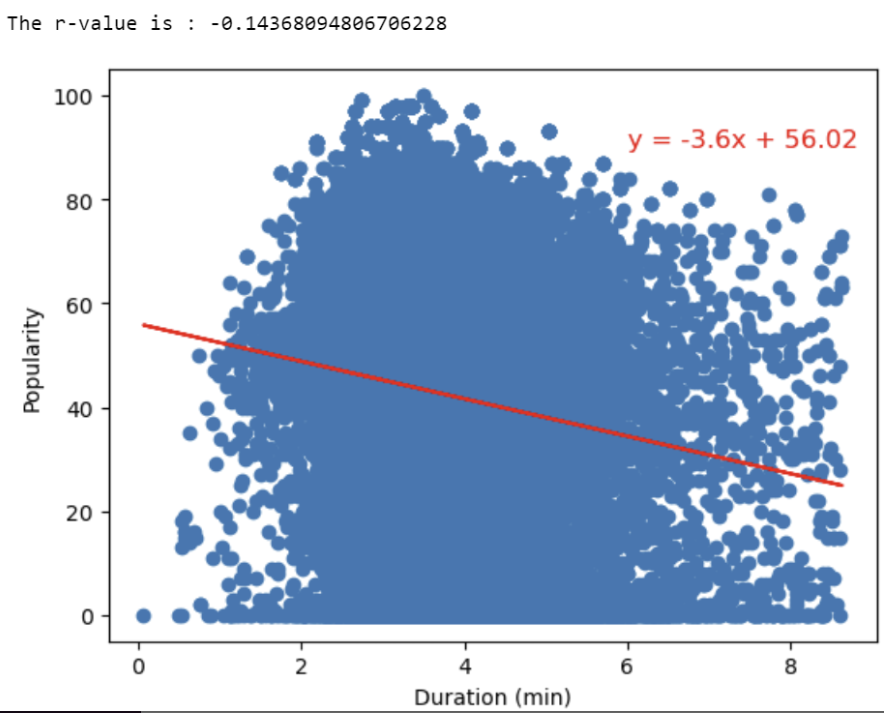 The r-value is : -0.14368094806706228
100
y = -3.6x + 56.02
80
60
Popularity
40
20
0
0 2 4 6 8
Duration (min)